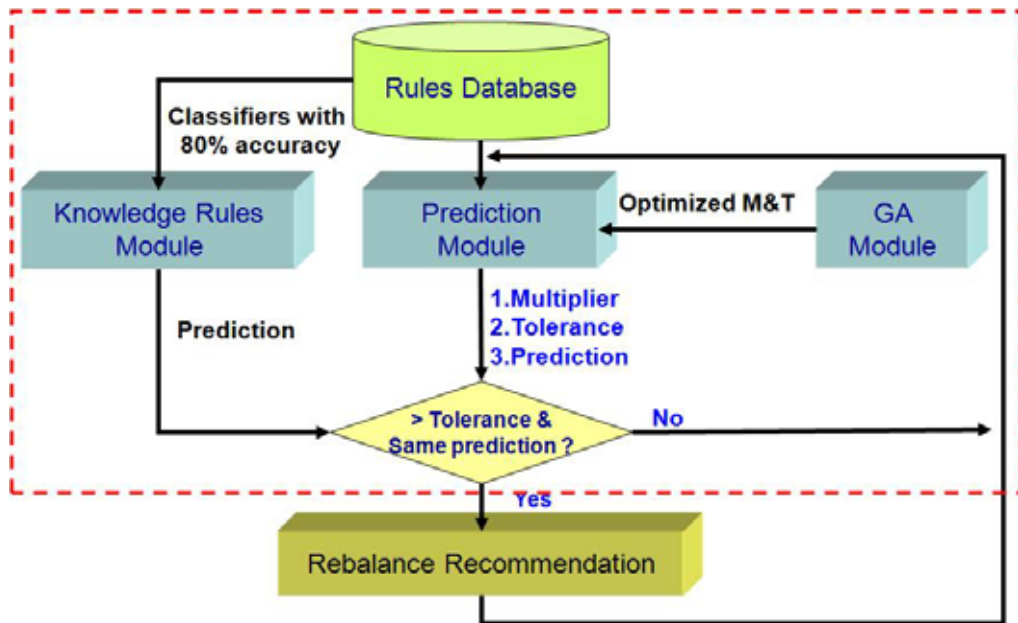 Rules Database
Classifiers with
80% accuracy
Knowledge Rules
Module
Prediction
Module
Optimized M&T
GA
Module
1.Multiplier
2.Tolerance
3.Prediction
Prediction
> Tolerance &
Same prediction ?
No
Yes
Rebalance Recommendation